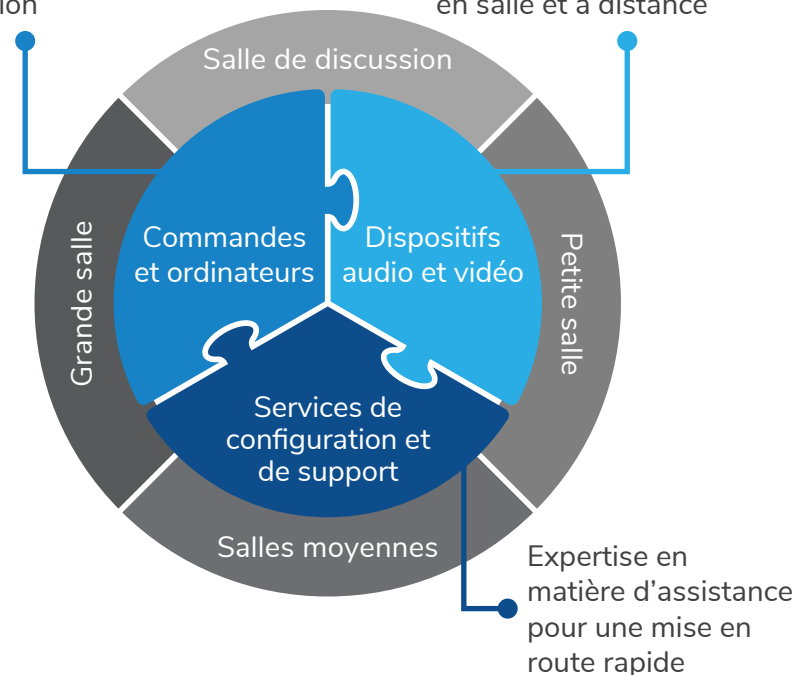 en salle et à distance
Salle de discussion
Commandes
et ordinateurs
Dispositifs
audio et vidéo
Grande salle
Petite salle
Services de
configuration et
de support
Salles moyennes
Expertise en
matière d’assistance
pour une mise en
route rapide